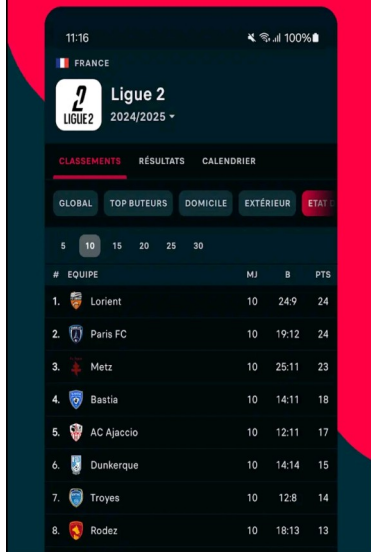 11:16 100%
FRANCE
2
LIGUE2
Ligue 2
2024/2025
CLASSEMENTS RÉSULTATS CALENDRIER
GLOBAL TOP BUTEURS DOMICILE EXTÉRIEUR ETAT D
5 10 15 20 25 30
# EQUIPE MJ B PTS
1. Lorient 10 24:9 24
2. Paris FC 10 19:12 24
3. Metz 10 25:11 23
4. Bastia 10 14:11 18
5. AC Ajaccio 10 12:11 17
6. Dunkerque 10 14:14 15
7. Troyes 10 12:8 14
8. Rodez 10 18:13 13